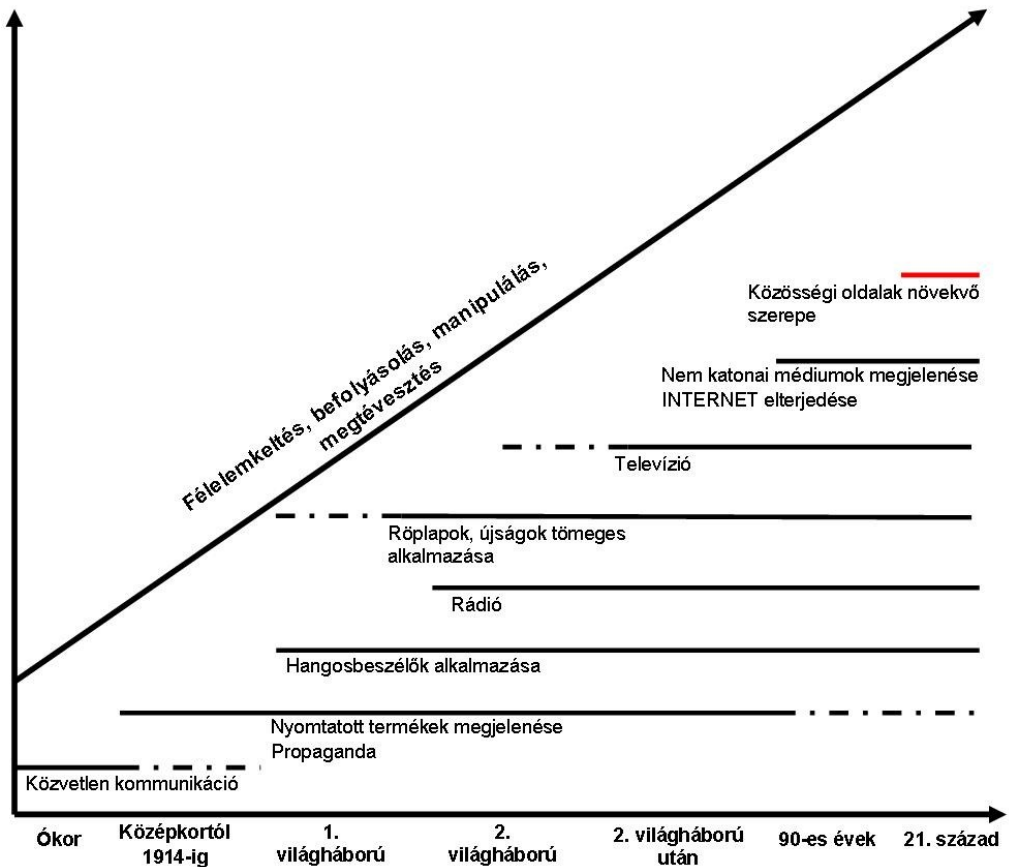 Félelemkeltés, befolyásolás, manipulálás,
megtévesztés
Közösségi oldalak növekvő
szerepe
Nem katonai médiumok megjelenése
INTERNET elterjedése
Televízió
Röplapok, újságok tömeges
alkalmazása
Rádió
Hangosbeszélők alkalmazása
Nyomtatott termékek megjelenése
Propaganda
Közvetlen kommunikáció
Ókor
Középkortól
1914-ig
1.
világháború
2.
világháború
2. világháború
után
90-es évek
21. század